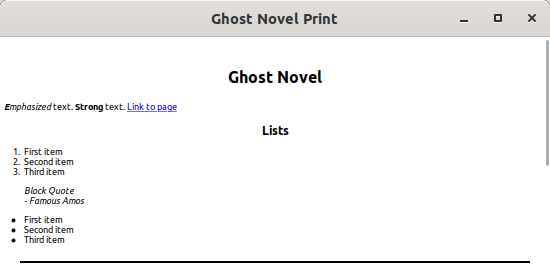 Ghost Novel Print
Ghost Novel
Emphasized text. Strong text. Link to page
Lists
1. First item
2. Second item
3. Third item
Block Quote
- Famous Amos
• First item
• Second item
• Third item